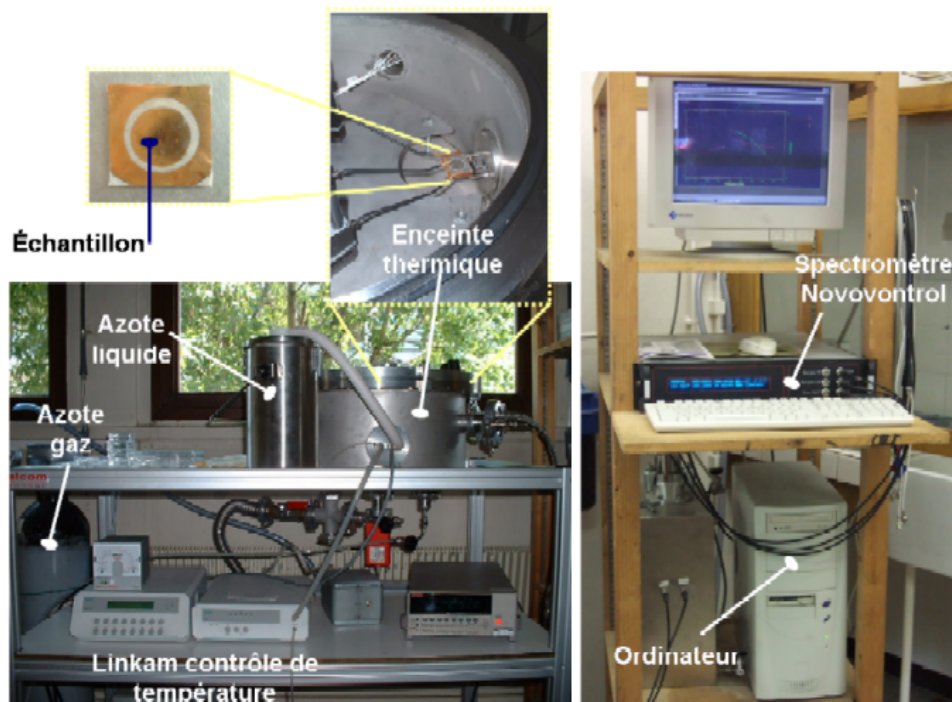 Échantillon
Enceinte
thermique
Azote
liquide
Azote
gaz
Linkam contrôle de
température
Spectromètre
Novovontrol
Ordinateur